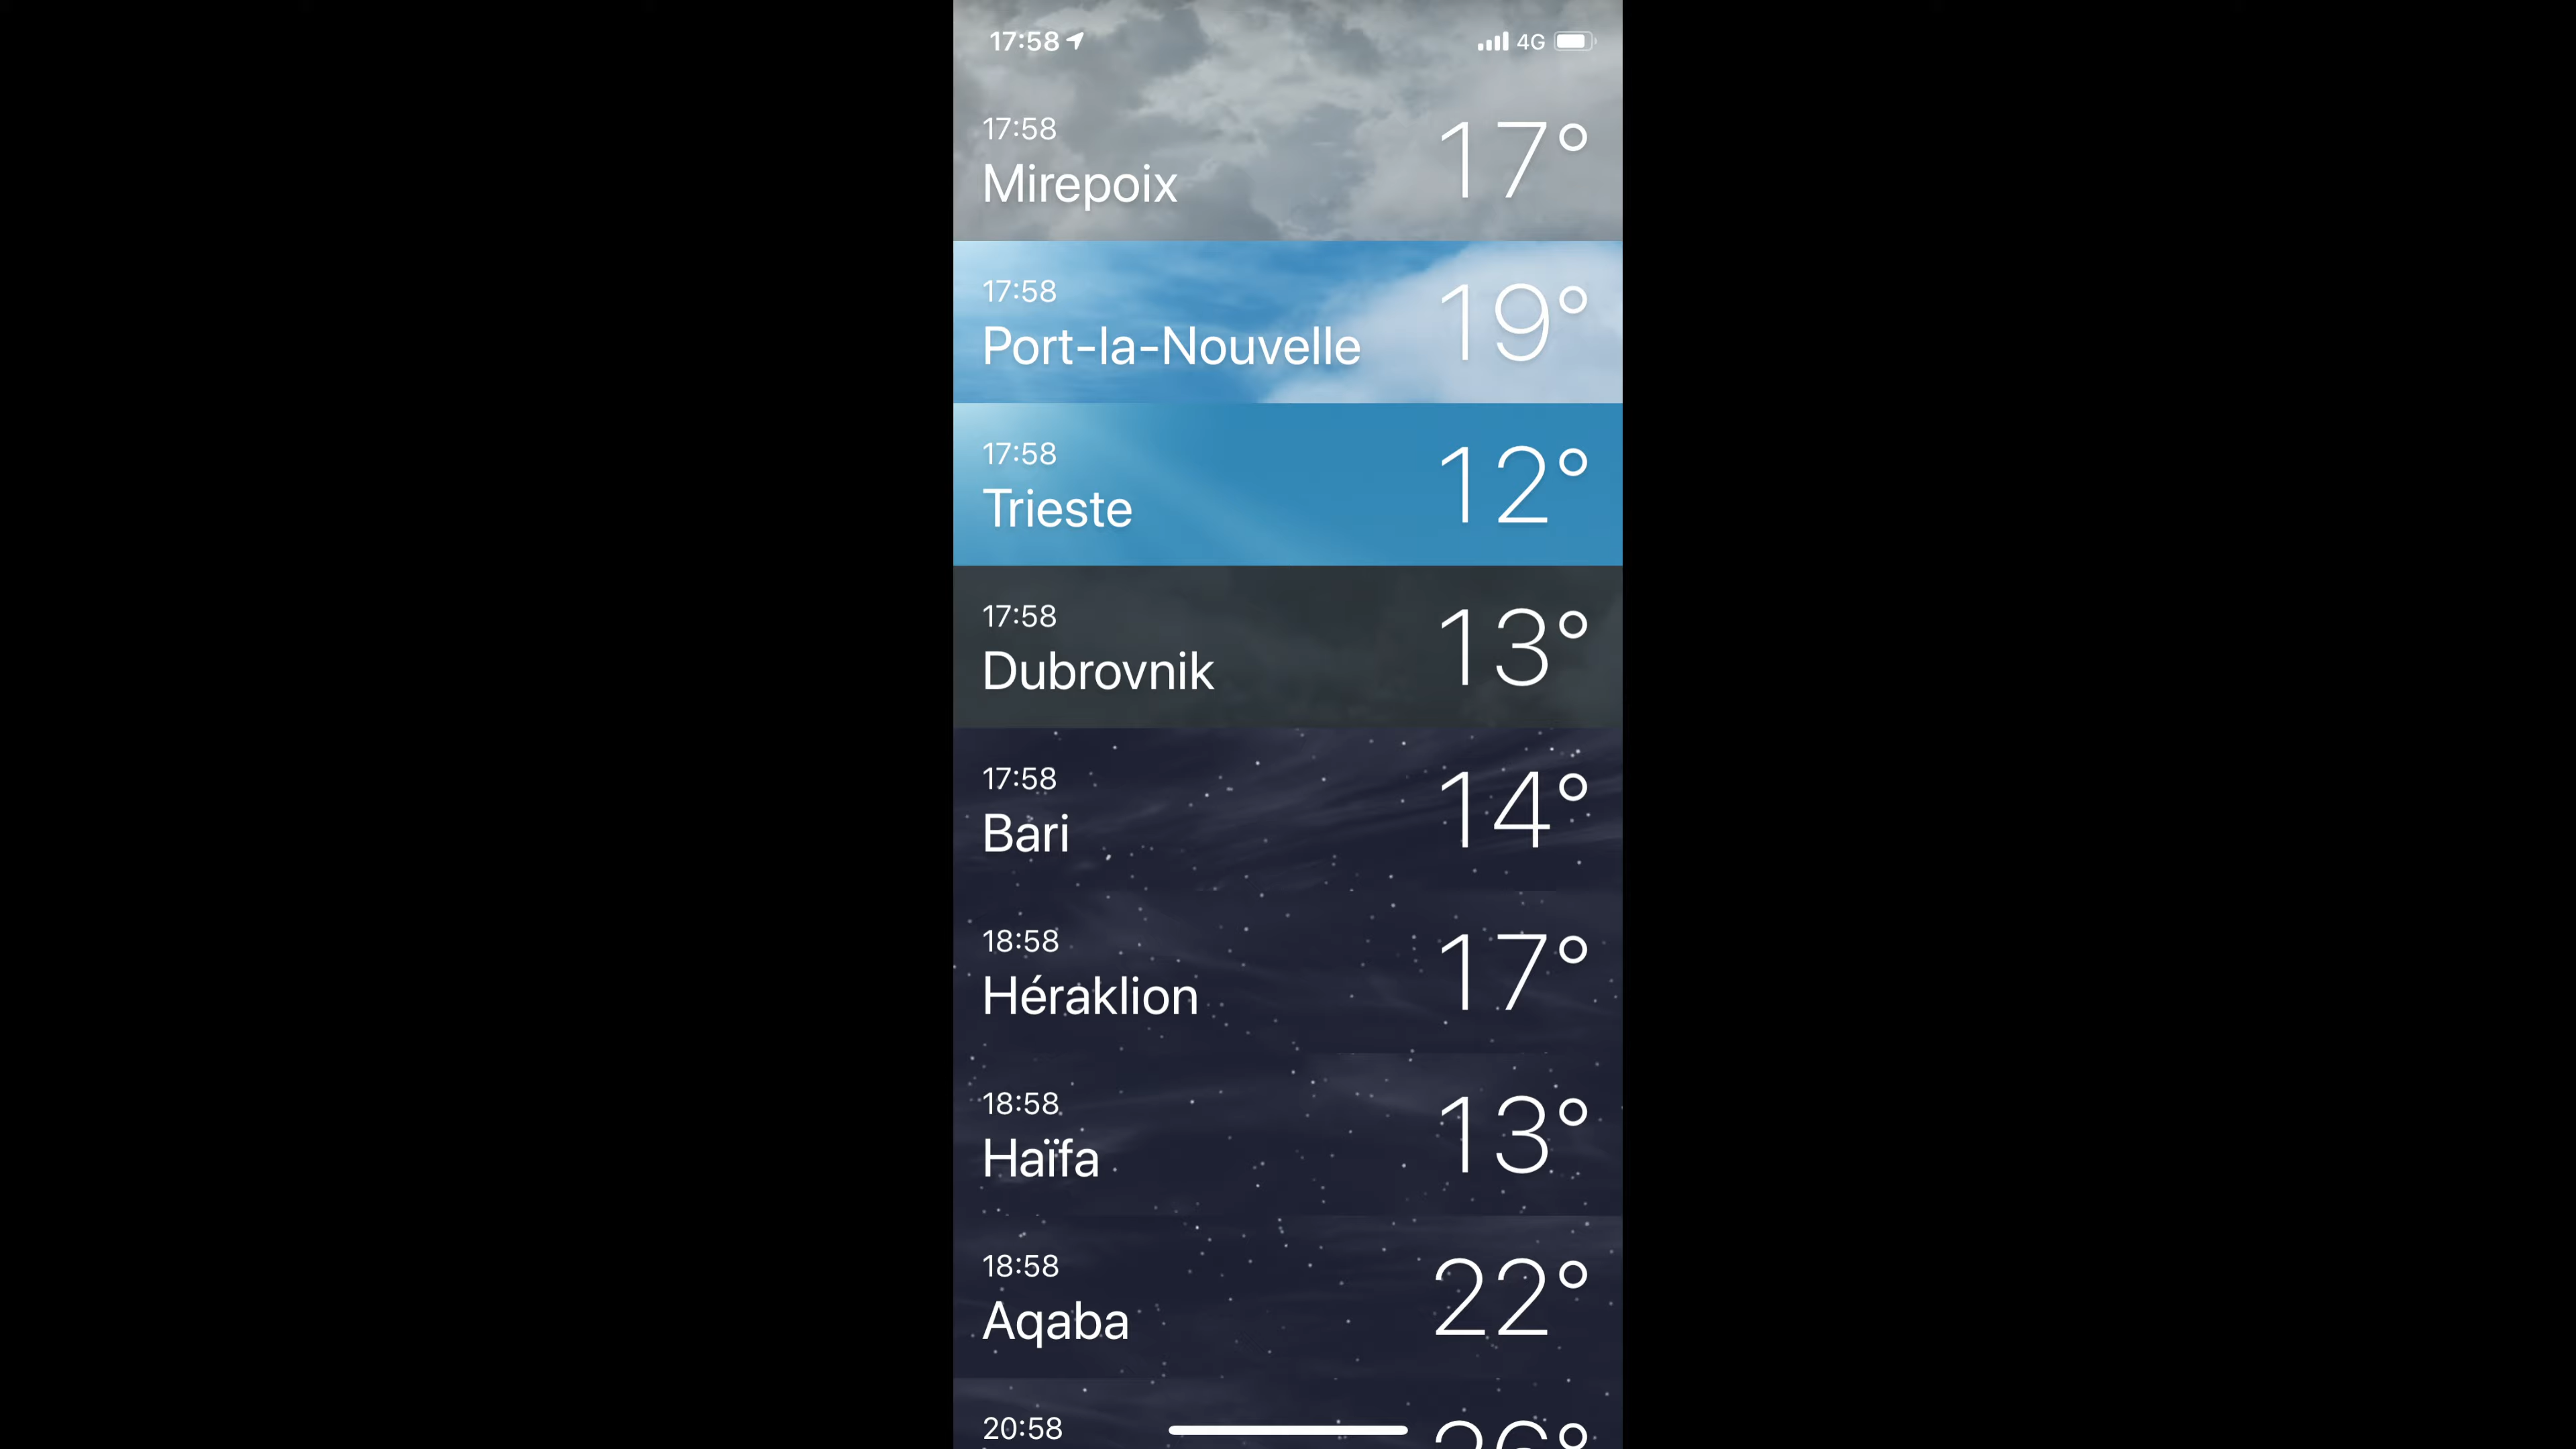 17:58
4G
17:58
Mirepoix
17°
17:58
Port-la-Nouvelle
19°
17:58
Trieste
12°
17:58
Dubrovnik
13°
17:58
Bari
14°
18:58
Héraklion
17°
18:58
Haïfa
13°
18:58
Aqaba
22°
20:58
26°